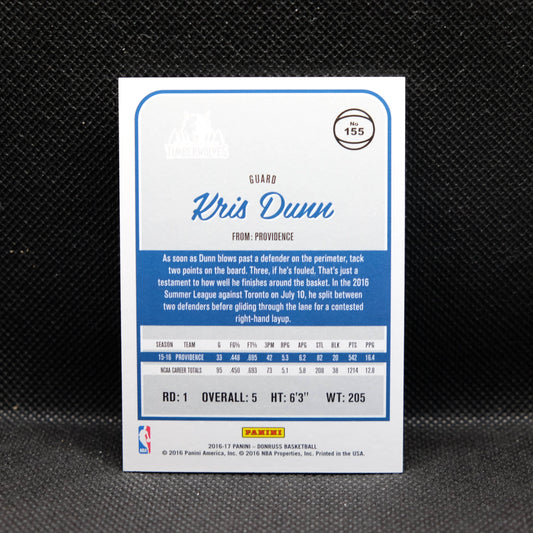 No
155
TIMBERWOLVES
GUARD
Kris Dunn
FROM: PROVIDENCE
As soon as Dunn blows past a defender on the perimeter, tack
two points on the board. Three, if he's fouled. That's just a
testament to how well he finishes around the basket. In the 2016
Summer League against Toronto on July 10, he split between
two defenders before gliding through the lane for a contested
right-hand layup.
SEASON TEAM G FG% FT% 3PM RPG APG STL BLK PTS PPG
15-16 PROVIDENCE 33 .448 .695 42 5.3 6.2 82 20 542 16.4
NCAA CAREER TOTALS 95 .450 .693 73 5.1 5.8 208 38 1214 12.8
RD: 1 OVERALL: 5 HT: 6'3" WT: 205
PANINI
NBA
2016-17 PANINI – DONRUSS BASKETBALL
© 2016 Panini America, Inc. © 2016 NBA Properties, Inc. Printed in the USA.